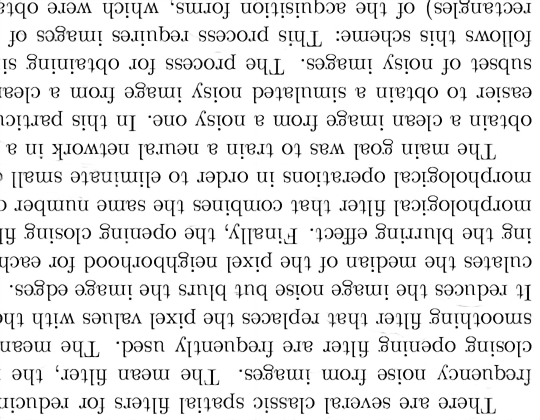 There are several classic spatial filters for reducin
frequency noise from images. The mean filter, the
closing opening filter are frequently used. The mean
smoothing filter that replaces the pixel values with the
It reduces the image noise but blurs the image edges.
culates the median of the pixel neighborhood for each
ing the blurring effect. Finally, the opening closing fil
morphological filter that combines the same number o
morphological operations in order to eliminate small
The main goal was to train a neural network in a
obtain a clean image from a noisy one. In this particu
easier to obtain a simulated noisy image from a clea
subset of noisy images. The process for obtaining si
follows this scheme: This process requires images of
rectangles) of the acquisition forms, which were obta